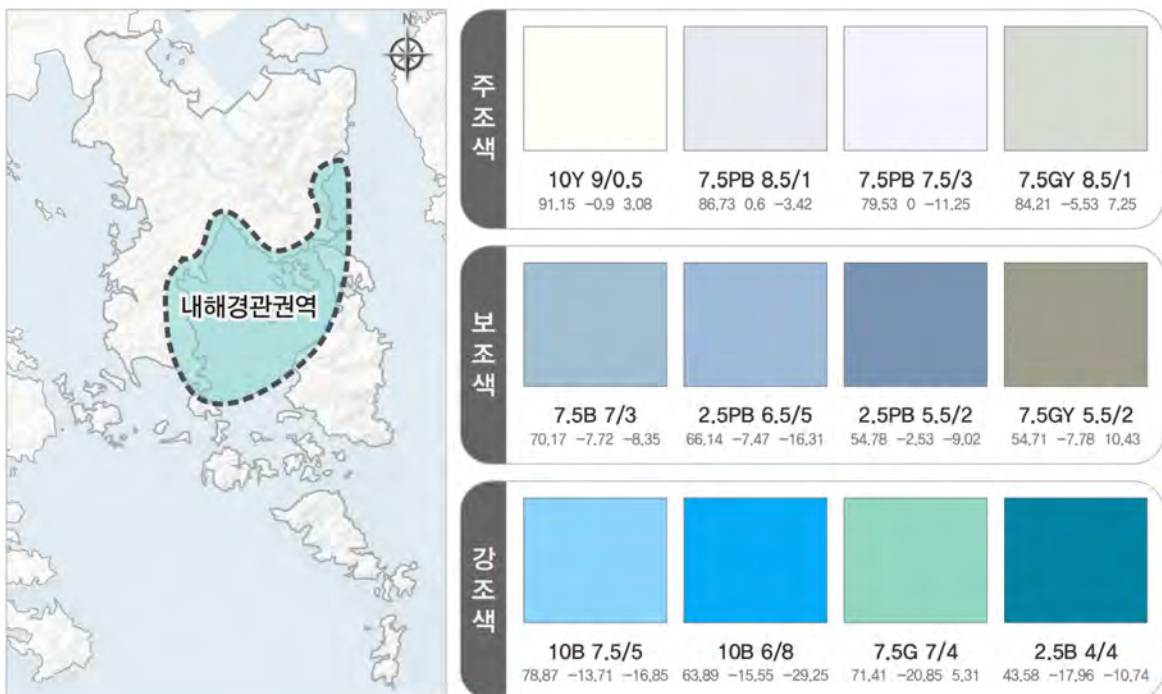 N
내해경관권역
주조색
10Y 9/0.5
91.15 -0.9 3.08
7.5PB 8.5/1
86.73 0.6 -3.42
7.5PB 7.5/3
79.53 0 -11.25
7.5GY 8.5/1
84.21 -5.53 7.25
보조색
7.5B 7/3
70.17 -7.72 -8.35
2.5PB 6.5/5
66.14 -7.47 -16.31
2.5PB 5.5/2
54.78 -2.53 -9.02
7.5GY 5.5/2
54.71 -7.78 10.43
강조색
10B 7.5/5
78.87 -13.71 -16.85
10B 6/8
63.89 -15.55 -29.25
7.5G 7/4
71.41 -20.85 5.31
2.5B 4/4
43.58 -17.96 -10.74